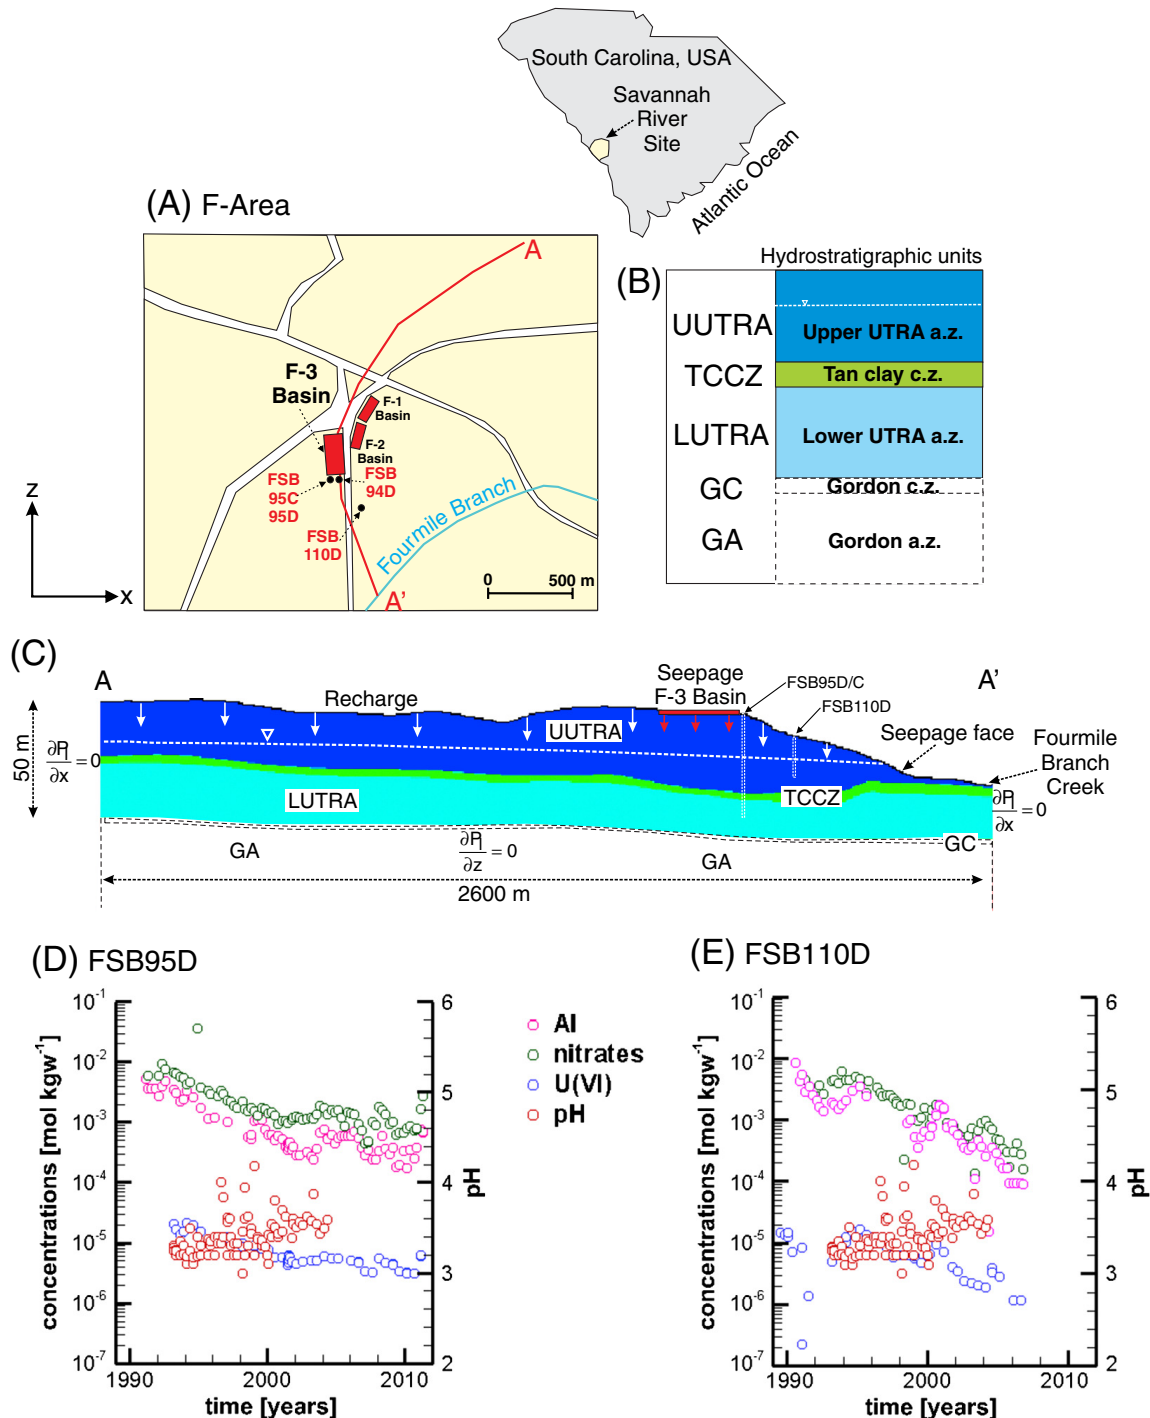 South Carolina, USA
Savannah
River
Site
Atlantic Ocean
(A) F-Area
A
F-3
Basin
F-1
Basin
F-2
Basin
FSB
95C
95D
FSB
94D
FSB
110D
Fourmile Branch
A'
0 500 m
z
x
(B)
Hydrostratigraphic units
UUTRA
Upper UTRA a.z.
TCCZ
Tan clay c.z.
LUTRA
Lower UTRA a.z.
GC
Gordon c.z.
GA
Gordon a.z.
(C)
A
A'
Recharge
Seepage
F-3 Basin
FSB95D/C
FSB110D
UUTRA
Seepage face
Fourmile
Branch
Creek
50 m
∂Pl/∂x = 0
LUTRA
TCCZ
∂Pl/∂x = 0
GA
∂Pl/∂z = 0
GA
GC
2600 m
(D) FSB95D
concentrations [mol kgw-1]
10-1
10-2
10-3
10-4
10-5
10-6
10-7
6
5
4
3
2
pH
1990 2000 2010
time [years]
Al
nitrates
U(VI)
pH
(E) FSB110D
concentrations [mol kgw-1]
10-1
10-2
10-3
10-4
10-5
10-6
10-7
6
5
4
3
2
pH
1990 2000 2010
time [years]